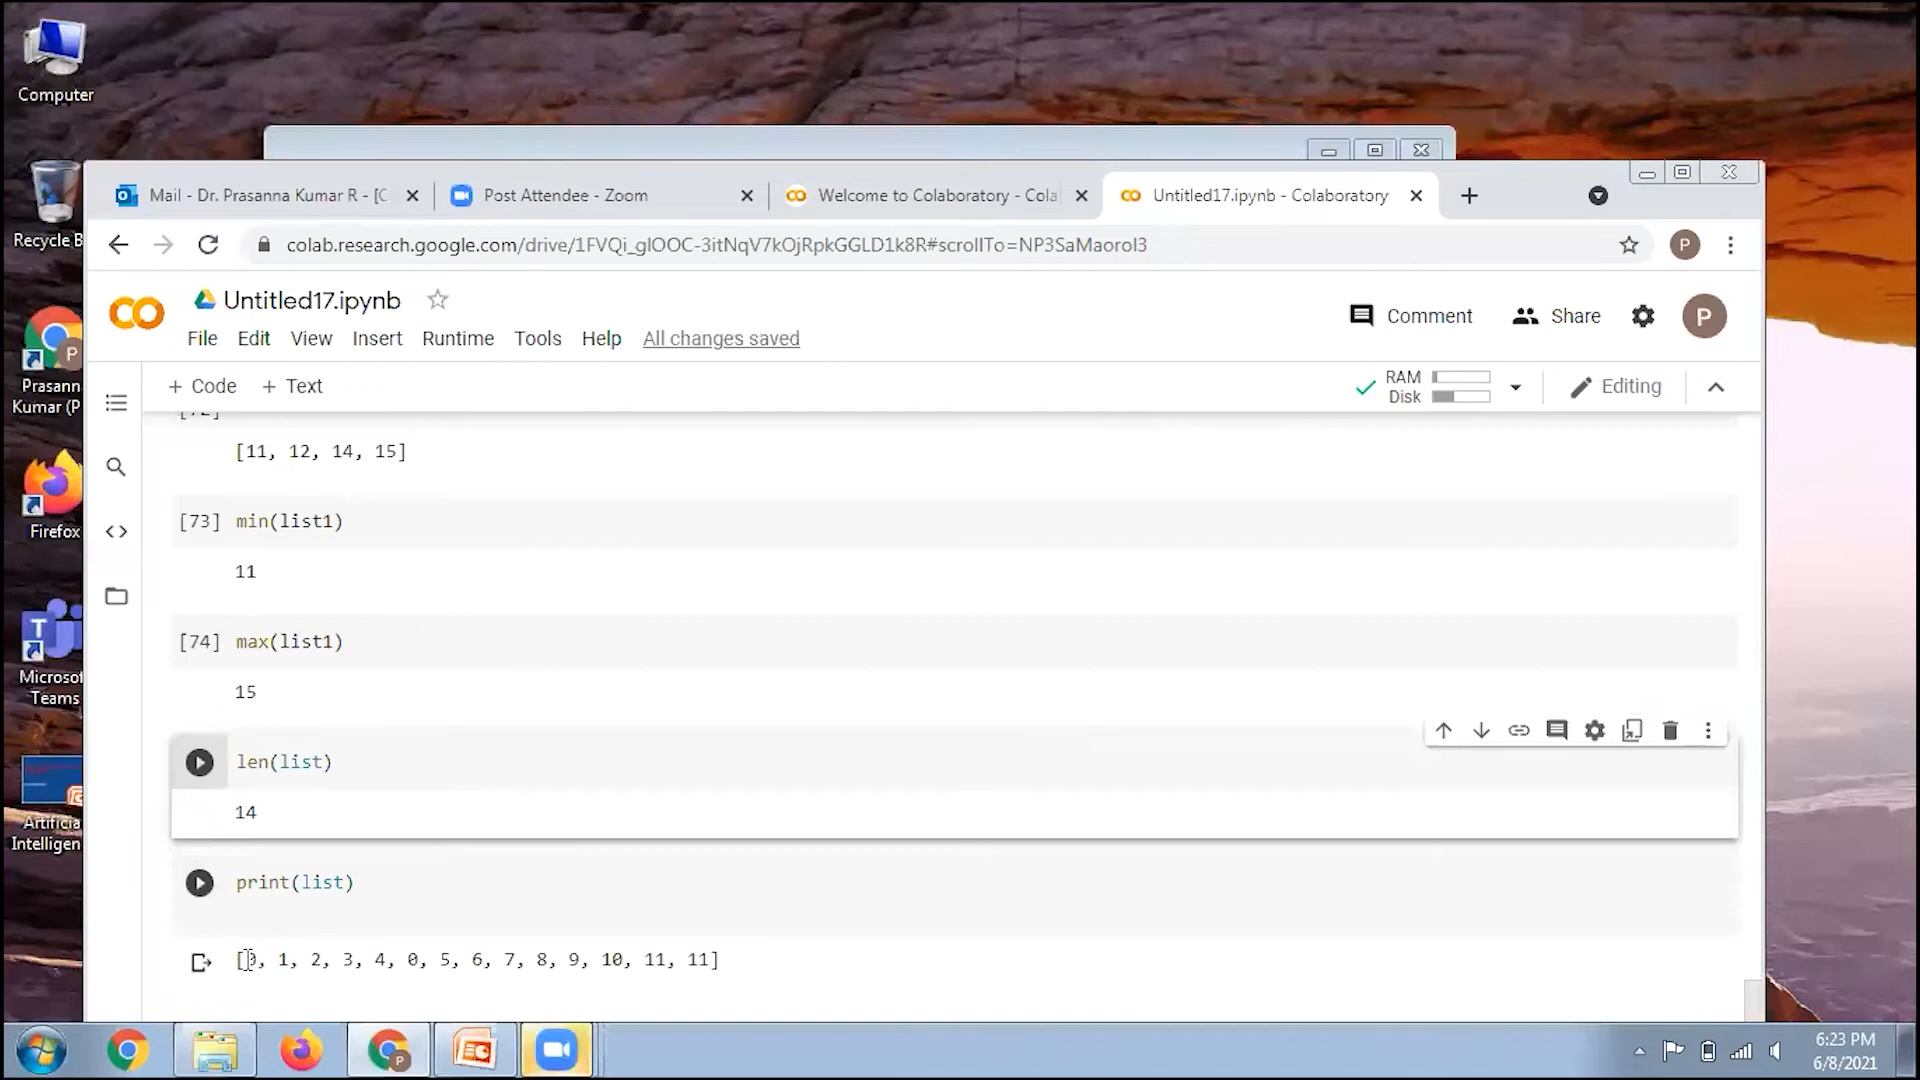 Computer
Recycle B
Prasann
Kumar (P
Firefox
Microsof
Teams
Artificia
Intelligen
Mail - Dr. Prasanna Kumar R - [C
Post Attendee - Zoom
Welcome to Colaboratory - Cola
Untitled17.ipynb - Colaboratory
colab.research.google.com/drive/1FVQi_glOOC-3itNqV7kOjRpkGGLD1k8R#scrollTo=NP3SaMaorol3
P
Untitled17.ipynb
Comment
Share
P
File Edit View Insert Runtime Tools Help All changes saved
+ Code + Text
RAM
Disk
Editing
[72]
[11, 12, 14, 15]
[73] min(list1)
11
[74] max(list1)
15
len(list)
14
print(list)
[0, 1, 2, 3, 4, 0, 5, 6, 7, 8, 9, 10, 11, 11]
6:23 PM
6/8/2021